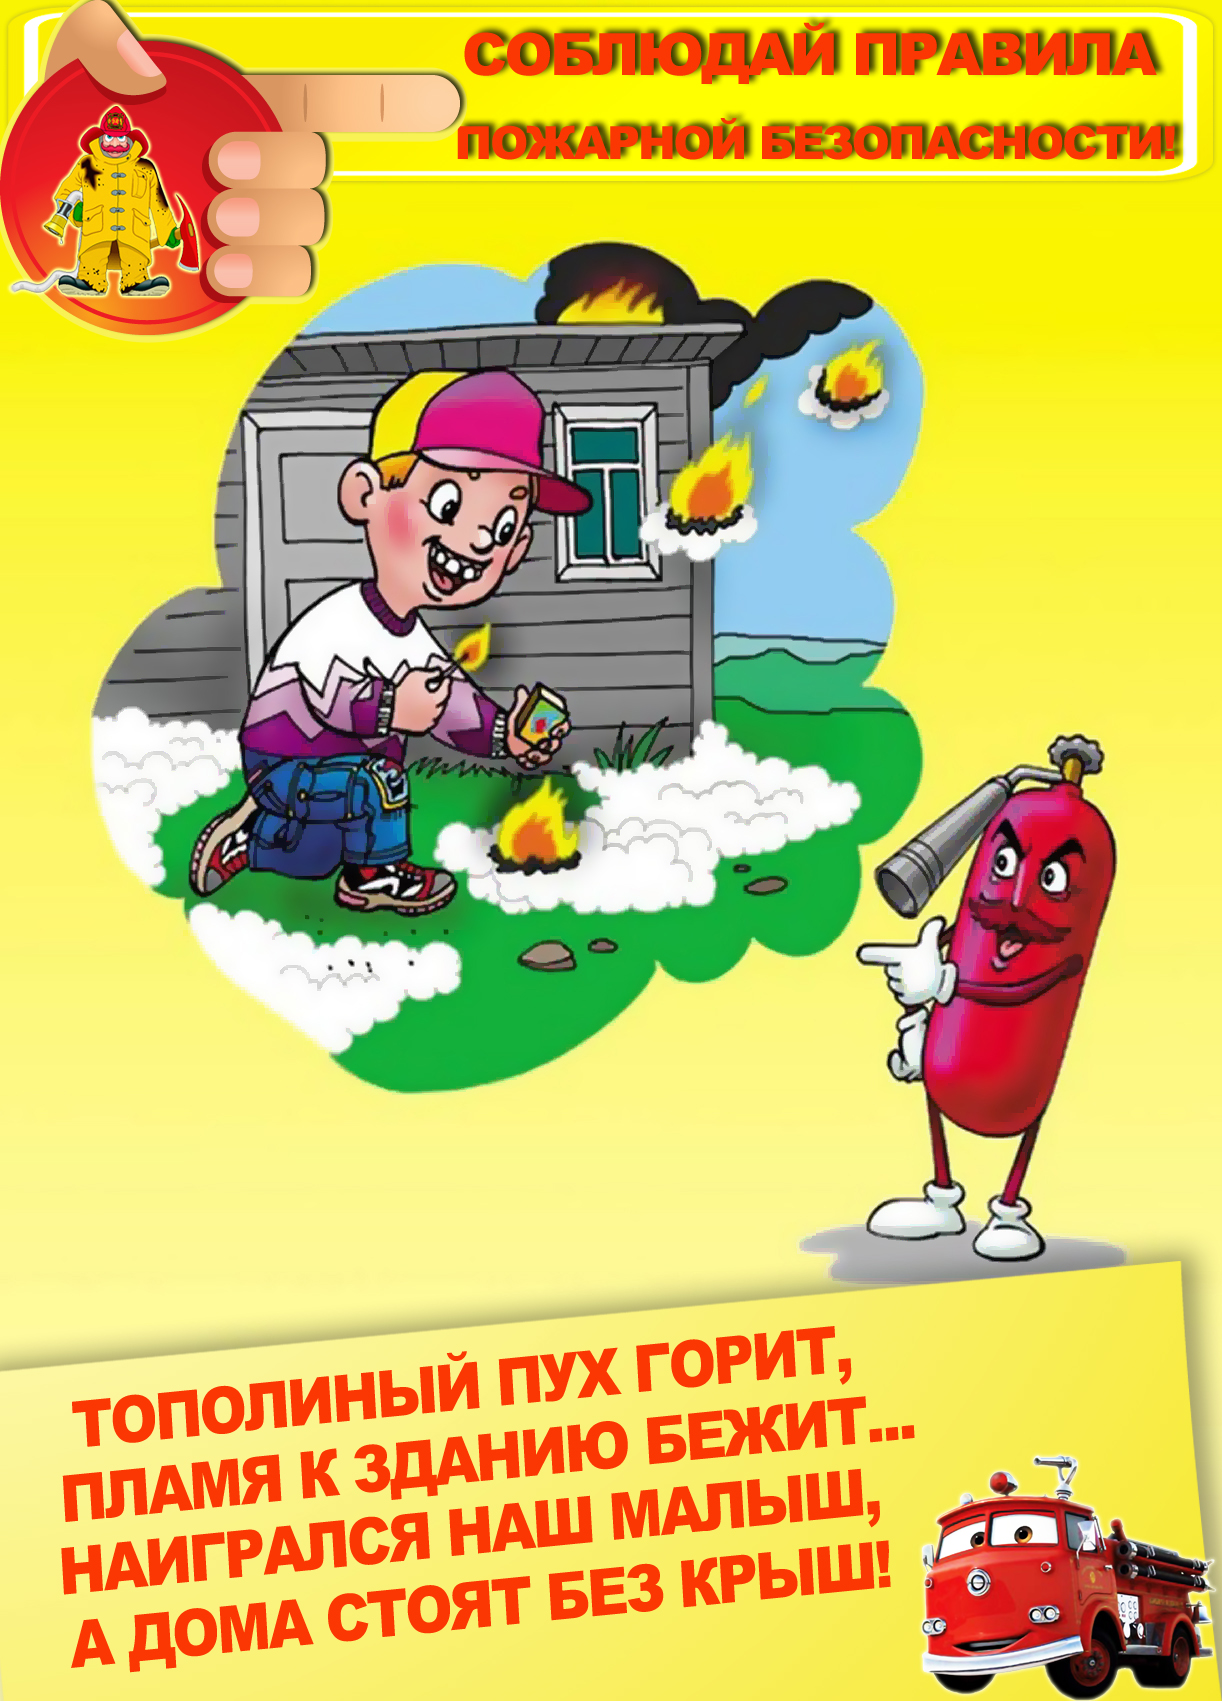 СОБЛЮДАЙ ПРАВИЛА
ПОЖАРНОЙ БЕЗОПАСНОСТИ!
ТОПОЛИНЫЙ ПУХ ГОРИТ,
ПЛАМЯ К ЗДАНИЮ БЕЖИТ...
НАИГРАЛСЯ НАШ МАЛЫШ,
А ДОМА СТОЯТ БЕЗ КРЫШ!